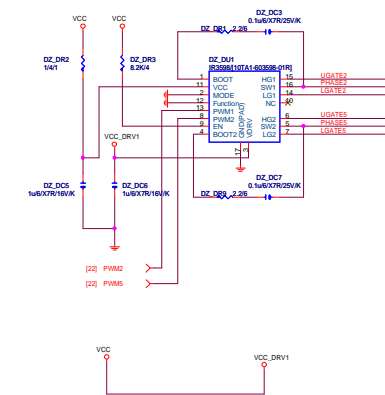 DZ_DC3
0.1u/6/X7R/25V/K
VCC
VCC
DZ_DR1 2.2/6
DZ_DR2
1/4/1
DZ_DR3
8.2K/4
DZ_DU1
IR3598/[10TA1-603598-01R]
1 BOOT HG1 15 UGATE2
11 VCC SW1 16 PHASE2
2 MODE LG1 14 LGATE2
12 Function NC 10
13 PWM1
8 PWM2 HG2 6 UGATE5
9 EN SW2 5 PHASE5
4 BOOT2 LG2 7 LGATE5
GND(PAD)
VDRV
17 3
VCC_DRV1
DZ_DC5
1u/6/X7R/16V/K
DZ_DC6
1u/6/X7R/16V/K
DZ_DC7
0.1u/6/X7R/25V/K
DZ_DR9 2.2/6
[22] PWM2
[22] PWM5
VCC
VCC_DRV1